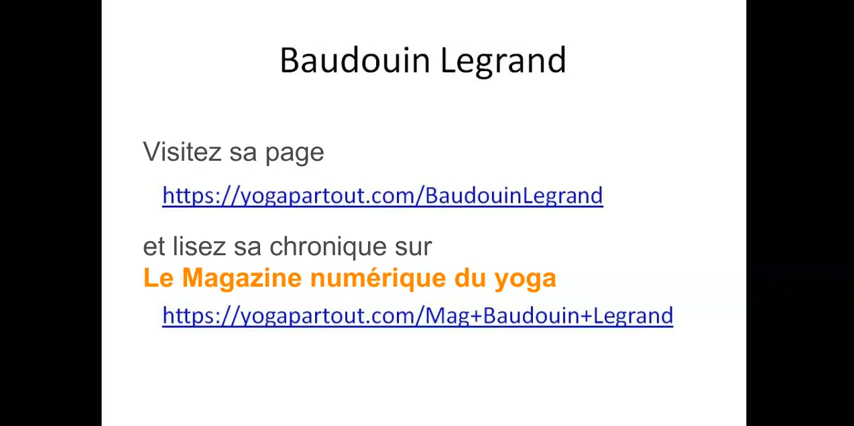 Baudouin Legrand
Visitez sa page
https://yogapartout.com/BaudouinLegrand
et lisez sa chronique sur
Le Magazine numérique du yoga
https://yogapartout.com/Mag+Baudouin+Legrand